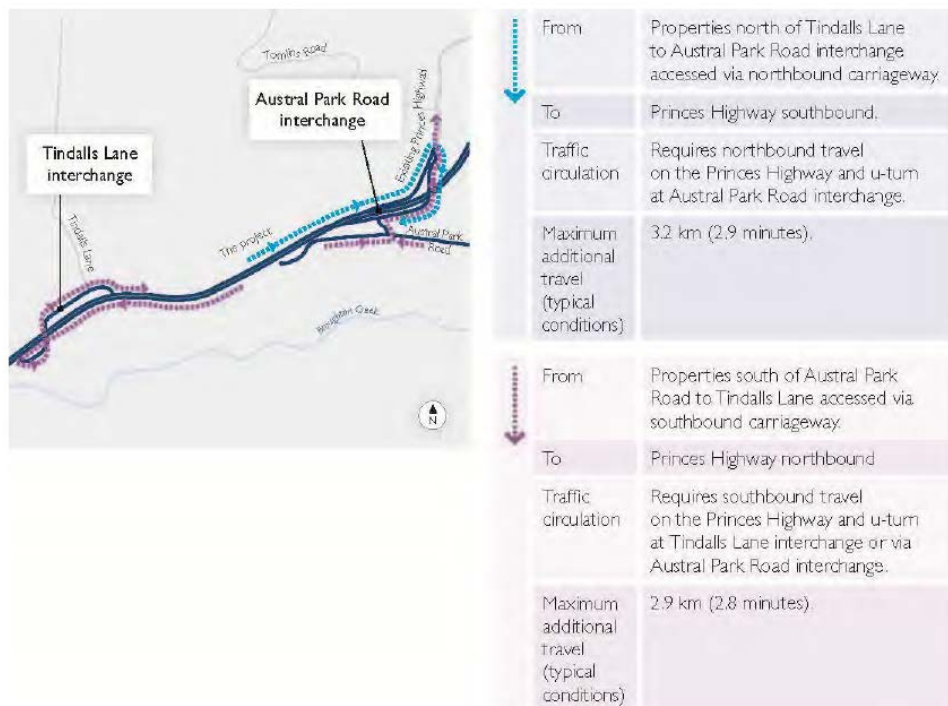 Tomlins Road
Austral Park Road
interchange
Existing Princes Highway
Tindalls Lane
interchange
Tindalls Lane
The project
Austral Park
Road
Broughton Creek
N
From
Properties north of Tindalls Lane
to Austral Park Road interchange
accessed via northbound carriageway.
To
Princes Highway southbound.
Traffic
circulation
Requires northbound travel
on the Princes Highway and u-turn
at Austral Park Road interchange.
Maximum
additional
travel
(typical
conditions)
3.2 km (2.9 minutes).
From
Properties south of Austral Park
Road to Tindalls Lane accessed via
southbound carriageway.
To
Princes Highway northbound
Traffic
circulation
Requires southbound travel
on the Princes Highway and u-turn
at Tindalls Lane interchange or via
Austral Park Road interchange.
Maximum
additional
travel
(typical
conditions)
2.9 km (2.8 minutes).